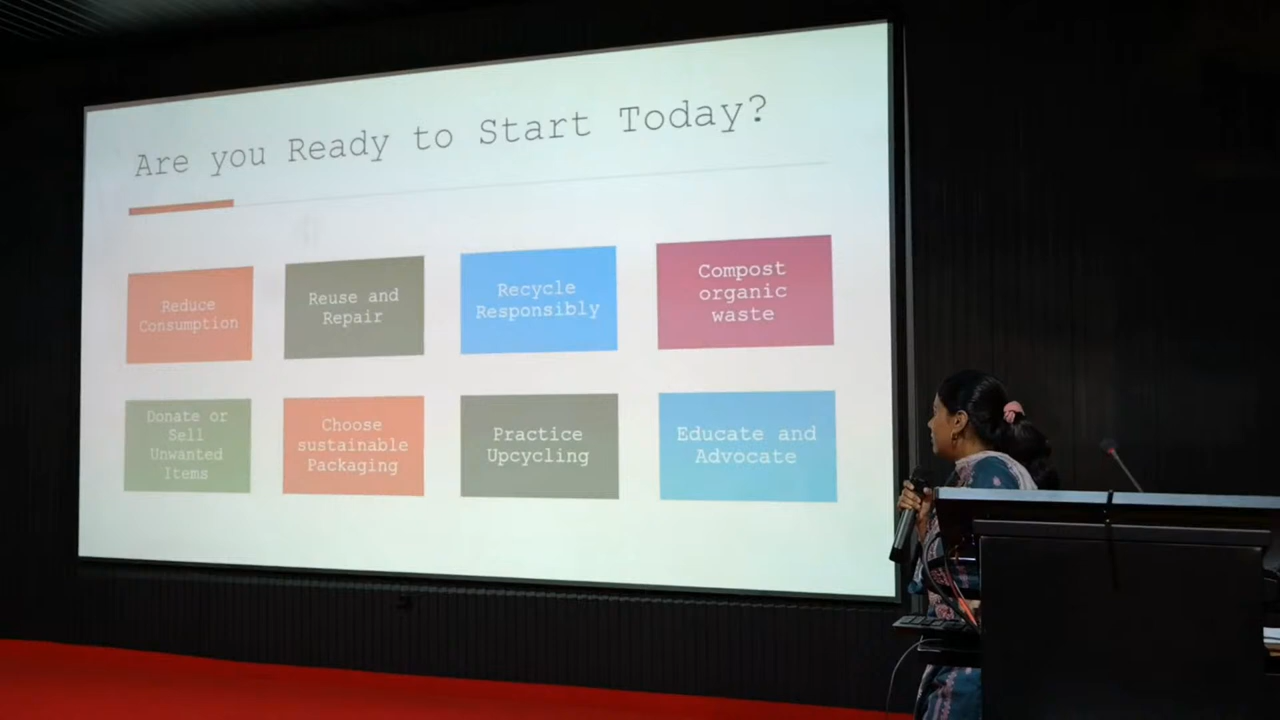 Are you Ready to Start Today?
Reduce
Consumption
Reuse and
Repair
Recycle
Responsibly
Compost
organic
waste
Donate or
Sell
Unwanted
Items
Choose
sustainable
Packaging
Practice
Upcycling
Educate and
Advocate